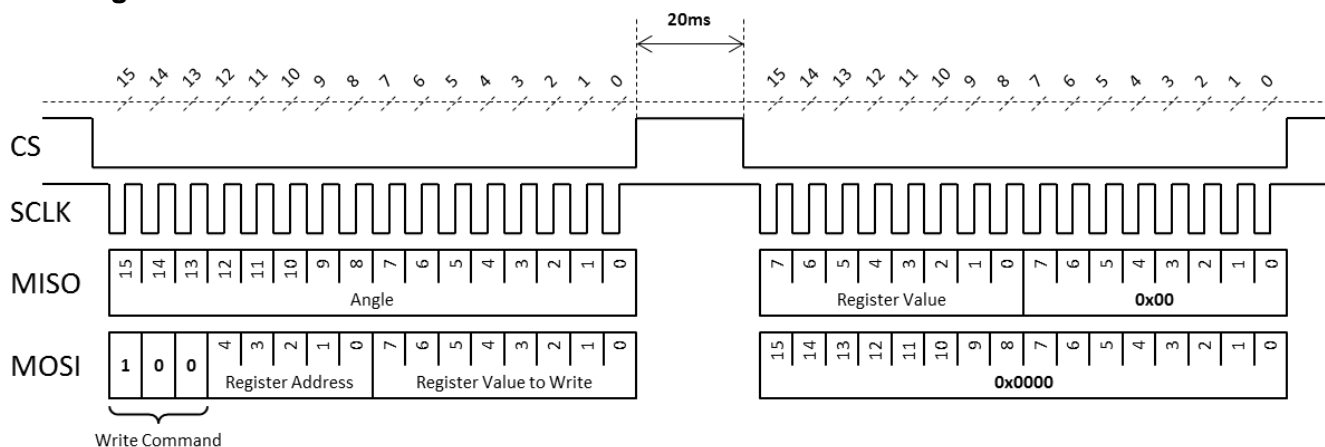 20ms
15 14 13 12 11 10 9 8 7 6 5 4 3 2 1 0 15 14 13 12 11 10 9 8 7 6 5 4 3 2 1 0
CS
SCLK
MISO 15 14 13 12 11 10 9 8 7 6 5 4 3 2 1 0 7 6 5 4 3 2 1 0 7 6 5 4 3 2 1 0
Angle Register Value 0x00
MOSI 1 0 0 4 3 2 1 0 7 6 5 4 3 2 1 0 15 14 13 12 11 10 9 8 7 6 5 4 3 2 1 0
Register Address Register Value to Write 0x0000
Write Command